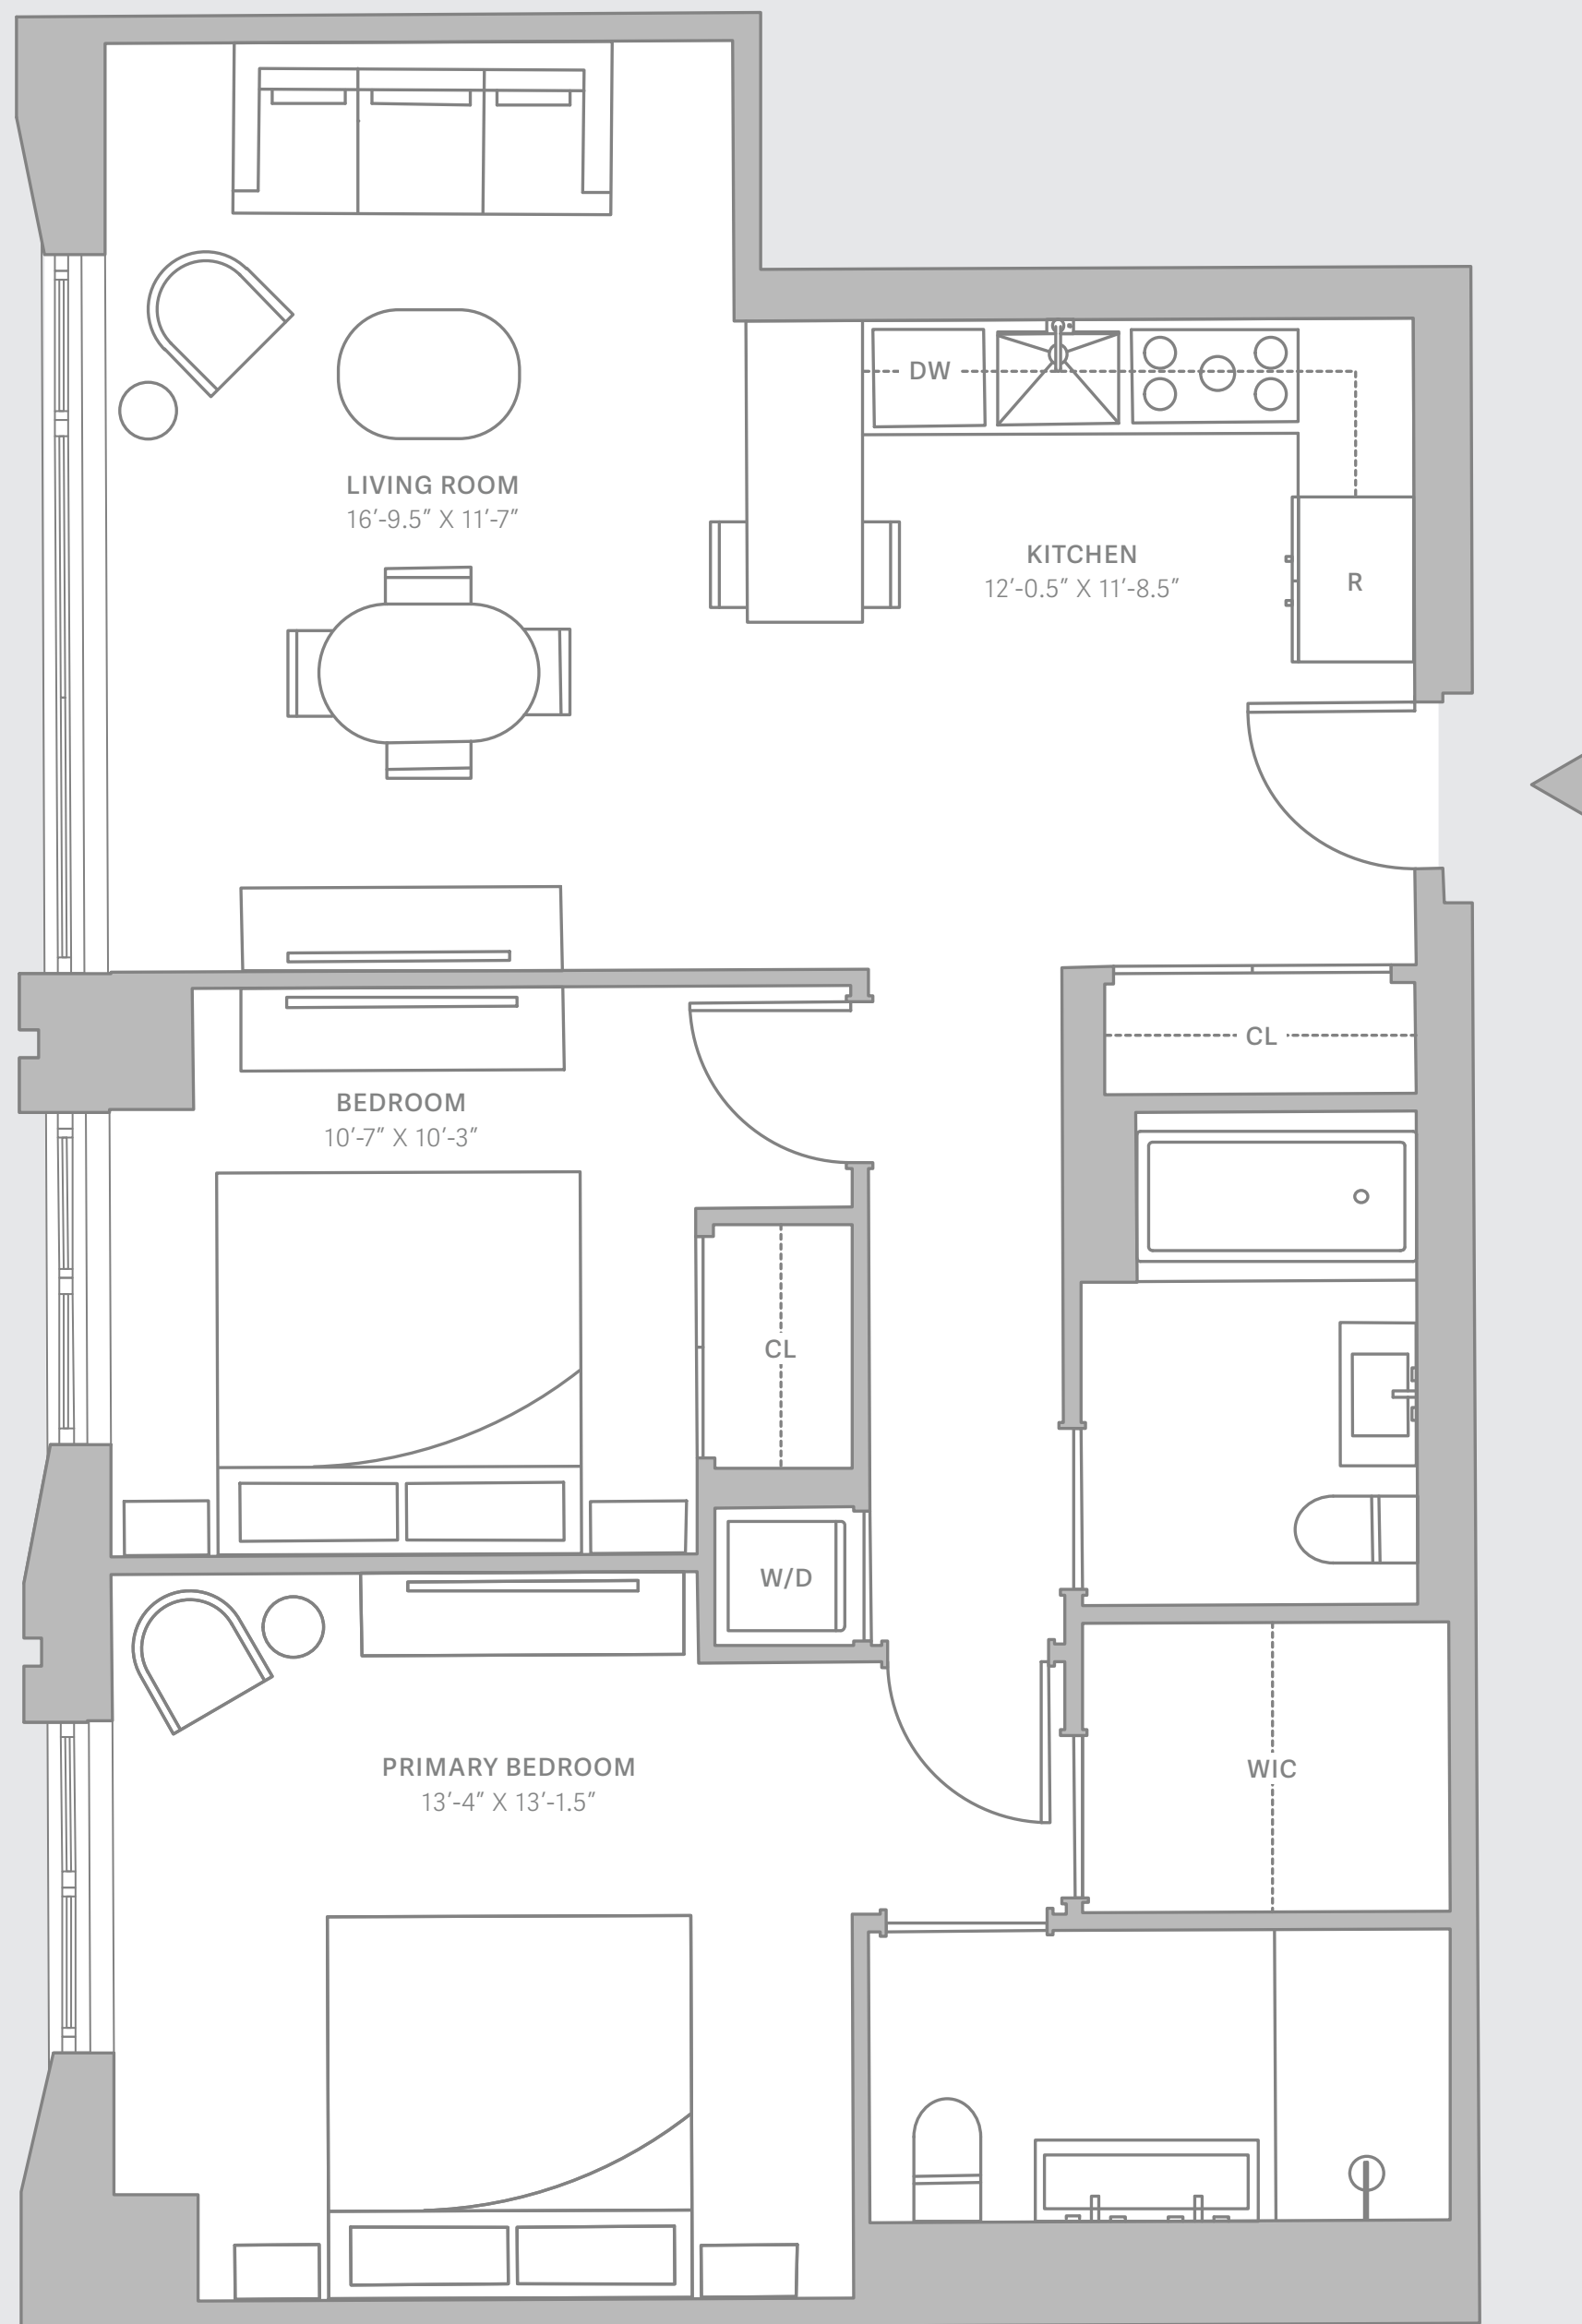 DW
LIVING ROOM
16’-9.5” X 11’-7”
KITCHEN
12’-0.5” X 11’-8.5”
R
CL
BEDROOM
10’-7” X 10’-3”
CL
W/D
PRIMARY BEDROOM
13’-4” X 13’-1.5”
WIC